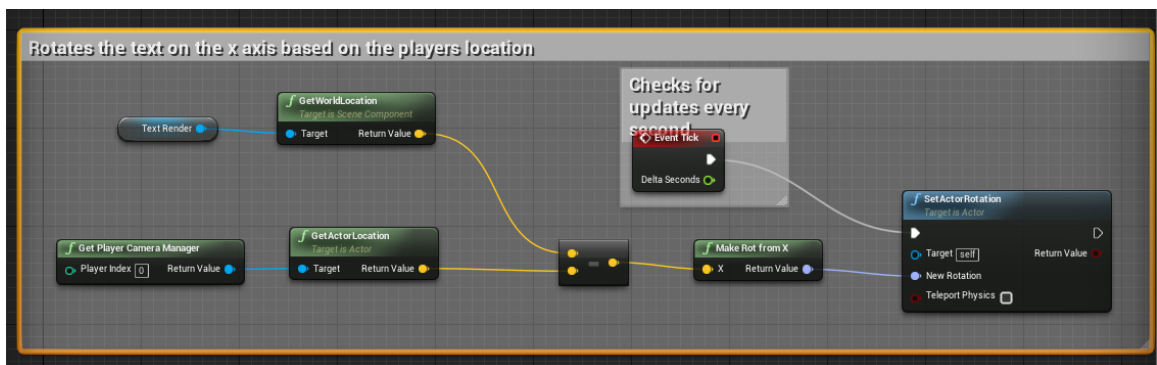 Rotates the text on the x axis based on the players location
Checks for
updates every
second
Event Tick
Delta Seconds
Text Render
f GetWorldLocation
Target is Scene Component
Target Return Value
f Get Player Camera Manager
Player Index 0 Return Value
f GetActorLocation
Target is Actor
Target Return Value
f Make Rot from X
X Return Value
f SetActorRotation
Target is Actor
Target self Return Value
New Rotation
Teleport Physics